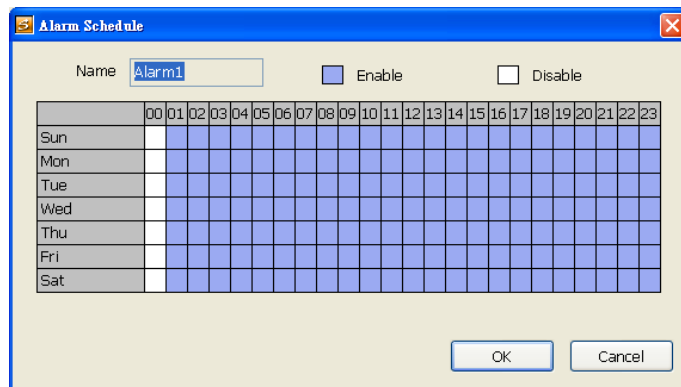 Alarm Schedule
Name Alarm1 Enable Disable
00 01 02 03 04 05 06 07 08 09 10 11 12 13 14 15 16 17 18 19 20 21 22 23
Sun
Mon
Tue
Wed
Thu
Fri
Sat
OK Cancel